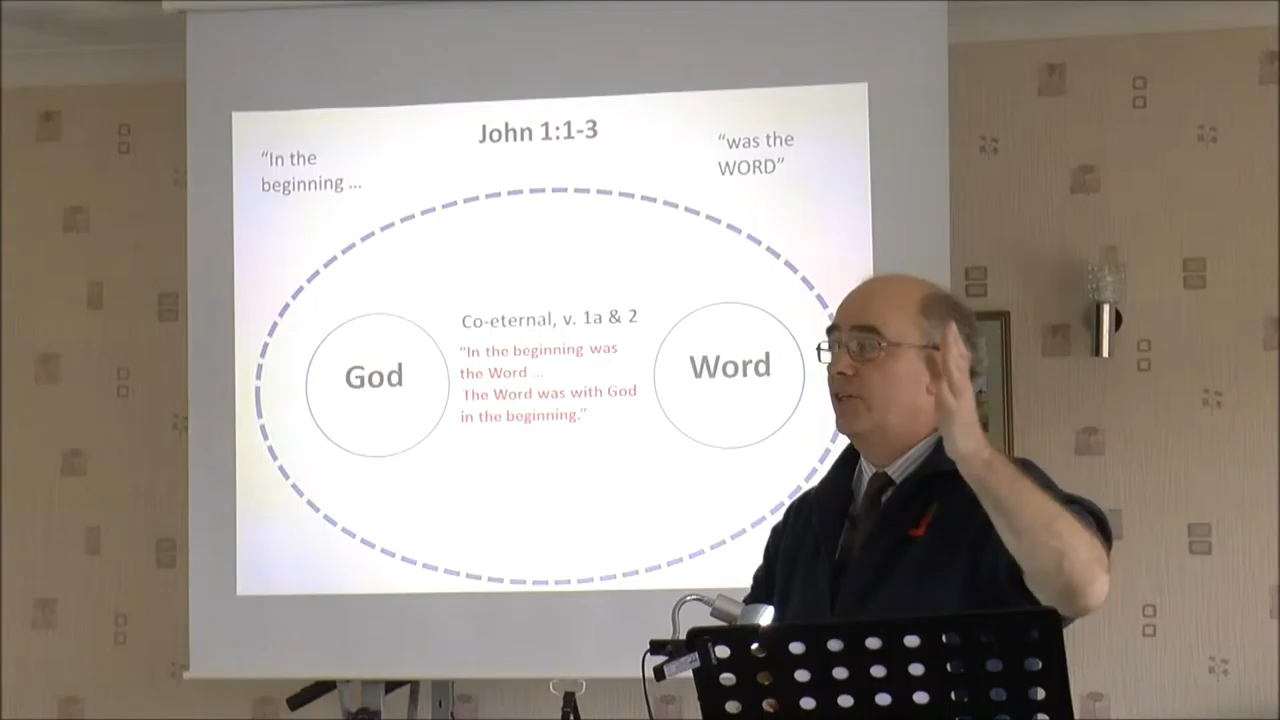 John 1:1-3
“In the
beginning ...
“was the
WORD”
God
Co-eternal, v. 1a & 2
“In the beginning was
the Word ...
The Word was with God
in the beginning.”
Word